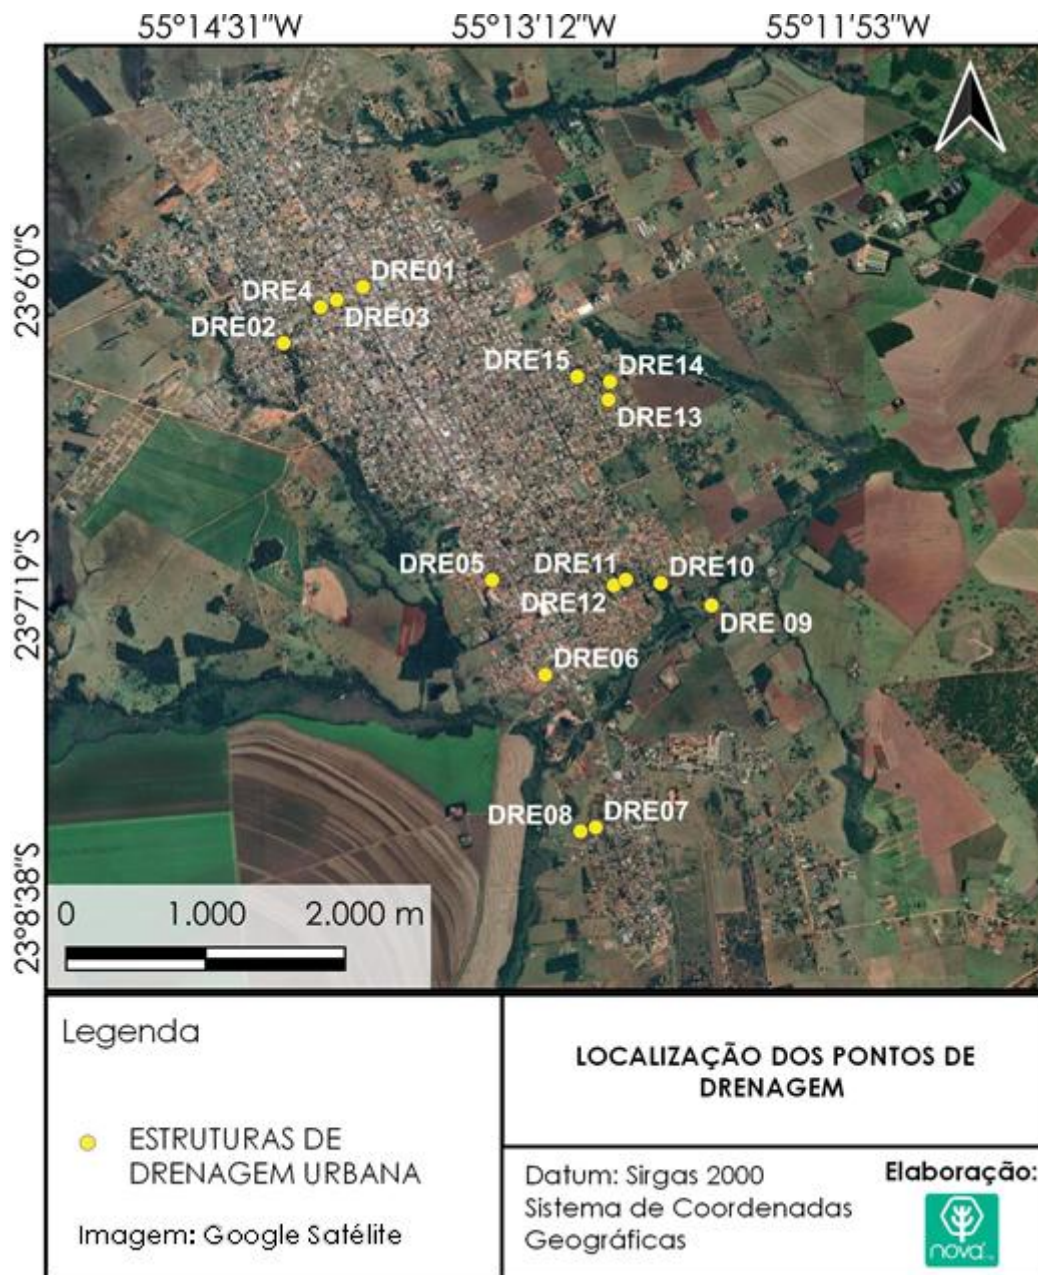 55°14'31"W 55°13'12"W 55°11'53"W
23°6'0"S
23°7'19"S
23°8'38"S
DRE01
DRE4
DRE03
DRE02
DRE15
DRE14
DRE13
DRE05
DRE11
DRE10
DRE12
DRE 09
DRE06
DRE07
DRE08
0 1.000 2.000 m
Legenda
ESTRUTURAS DE
DRENAGEM URBANA
Imagem: Google Satélite
LOCALIZAÇÃO DOS PONTOS DE
DRENAGEM
Datum: Sirgas 2000
Sistema de Coordenadas
Geográficas
Elaboração:
nova